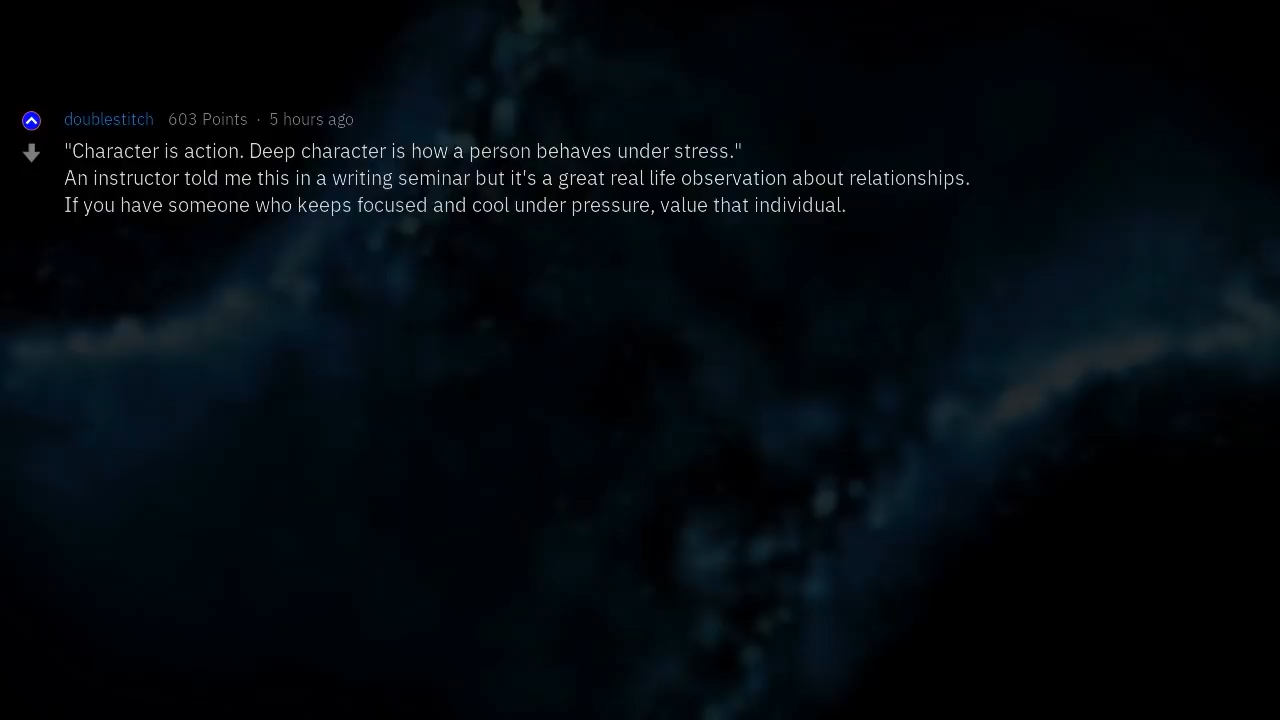 doublestitch 603 Points · 5 hours ago
"Character is action. Deep character is how a person behaves under stress."
An instructor told me this in a writing seminar but it's a great real life observation about relationships.
If you have someone who keeps focused and cool under pressure, value that individual.